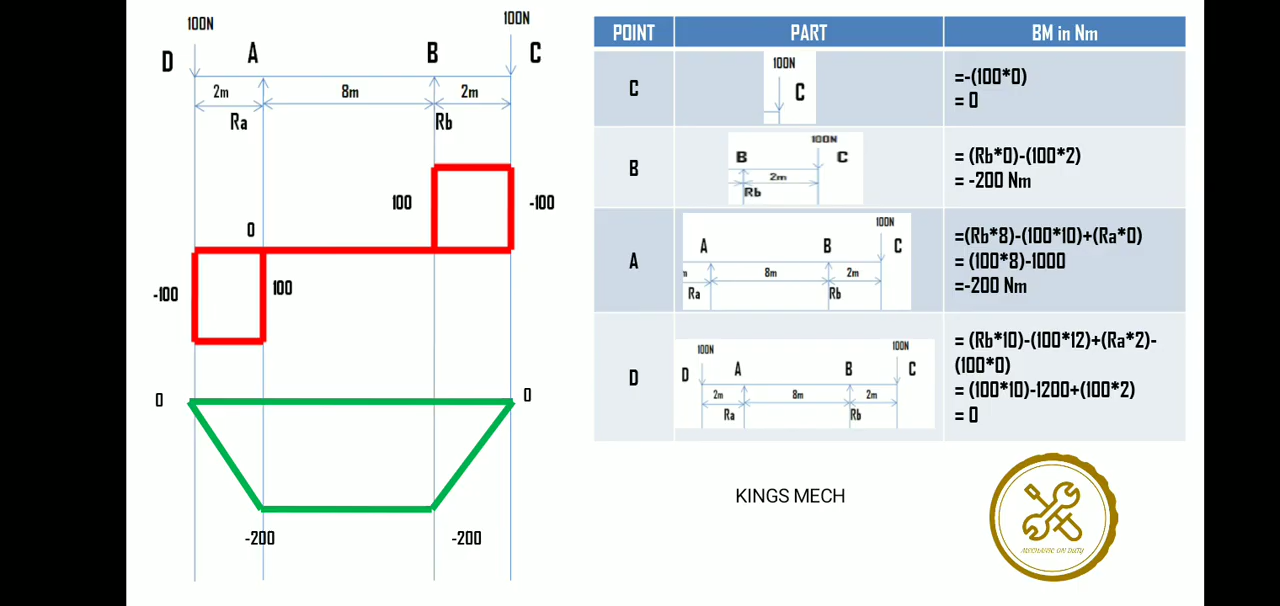 100N
100N
D
A
B
C
2m
8m
2m
Ra
Rb
100
-100
0
-100
100
0
0
-200
-200
POINT
PART
BM in Nm
C
100N
C
=-(100*0)
= 0
B
100N
B
C
2m
Rb
= (Rb*0)-(100*2)
= -200 Nm
A
100N
A
B
C
m
8m
2m
Ra
Rb
=(Rb*8)-(100*10)+(Ra*0)
= (100*8)-1000
=-200 Nm
D
100N
100N
D
A
B
C
2m
8m
2m
Ra
Rb
= (Rb*10)-(100*12)+(Ra*2)-
(100*0)
= (100*10)-1200+(100*2)
= 0
KINGS MECH
MECHANIC ON DUTY